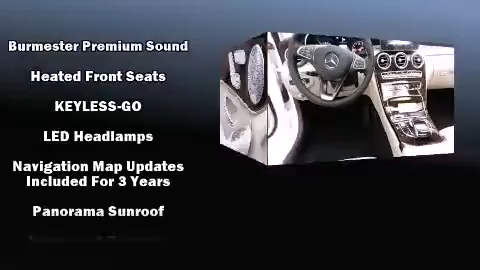 Burmester Premium Sound
Heated Front Seats
KEYLESS-GO
LED Headlamps
Navigation Map Updates
Included For 3 Years
Panorama Sunroof